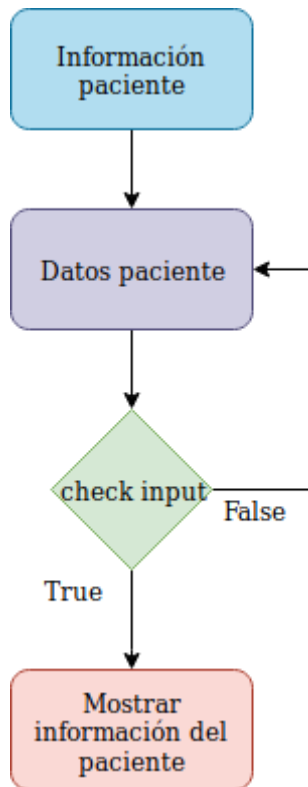 Información
paciente
Datos paciente
check input
False
True
Mostrar
información del
paciente